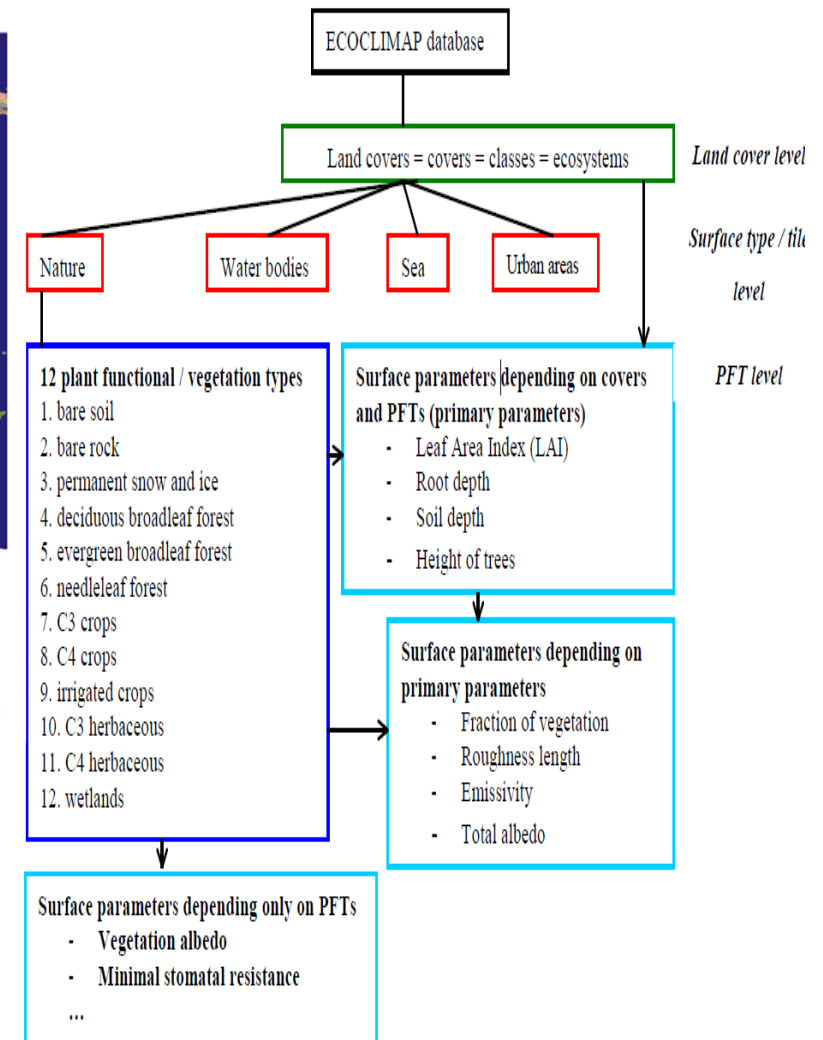 ECOCLIMAP database
Land covers = covers = classes = ecosystems
Land cover level
Surface type / tile
level
Nature
Water bodies
Sea
Urban areas
PFT level
12 plant functional / vegetation types
1. bare soil
2. bare rock
3. permanent snow and ice
4. deciduous broadleaf forest
5. evergreen broadleaf forest
6. needleleaf forest
7. C3 crops
8. C4 crops
9. irrigated crops
10. C3 herbaceous
11. C4 herbaceous
12. wetlands
Surface parameters depending on covers
and PFTs (primary parameters)
- Leaf Area Index (LAI)
- Root depth
- Soil depth
- Height of trees
Surface parameters depending on
primary parameters
- Fraction of vegetation
- Roughness length
- Emissivity
- Total albedo
Surface parameters depending only on PFTs
- Vegetation albedo
- Minimal stomatal resistance
...